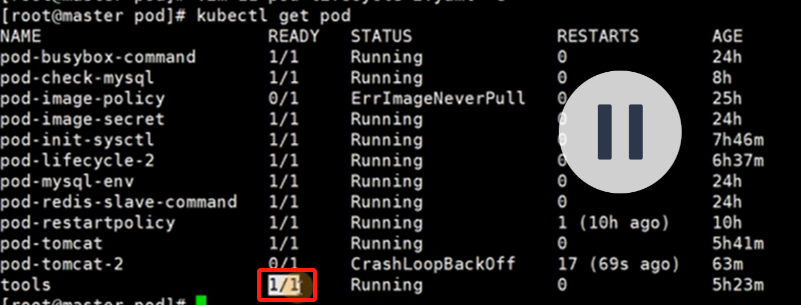 [root@master pod]# kubectl get pod
NAME READY STATUS RESTARTS AGE
pod-busybox-command 1/1 Running 0 24h
pod-check-mysql 1/1 Running 0 8h
pod-image-policy 0/1 ErrImageNeverPull 0 25h
pod-image-secret 1/1 Running 0 24h
pod-init-sysctl 1/1 Running 0 7h46m
pod-lifecycle-2 1/1 Running 0 6h37m
pod-mysql-env 1/1 Running 0 24h
pod-redis-slave-command 1/1 Running 0 24h
pod-restartpolicy 1/1 Running 1 (10h ago) 10h
pod-tomcat 1/1 Running 0 5h41m
pod-tomcat-2 0/1 CrashLoopBackOff 17 (69s ago) 63m
tools 1/1 Running 0 5h23m
[root@master pod]#